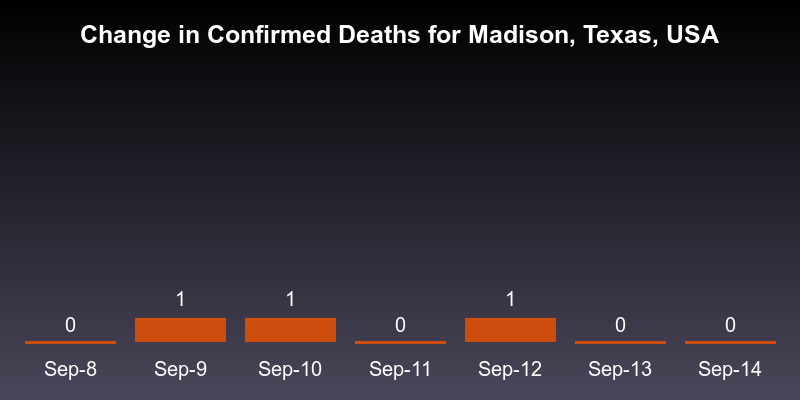 Change in Confirmed Deaths for Madison, Texas, USA
0 1 1 0 1 0 0
Sep-8 Sep-9 Sep-10 Sep-11 Sep-12 Sep-13 Sep-14